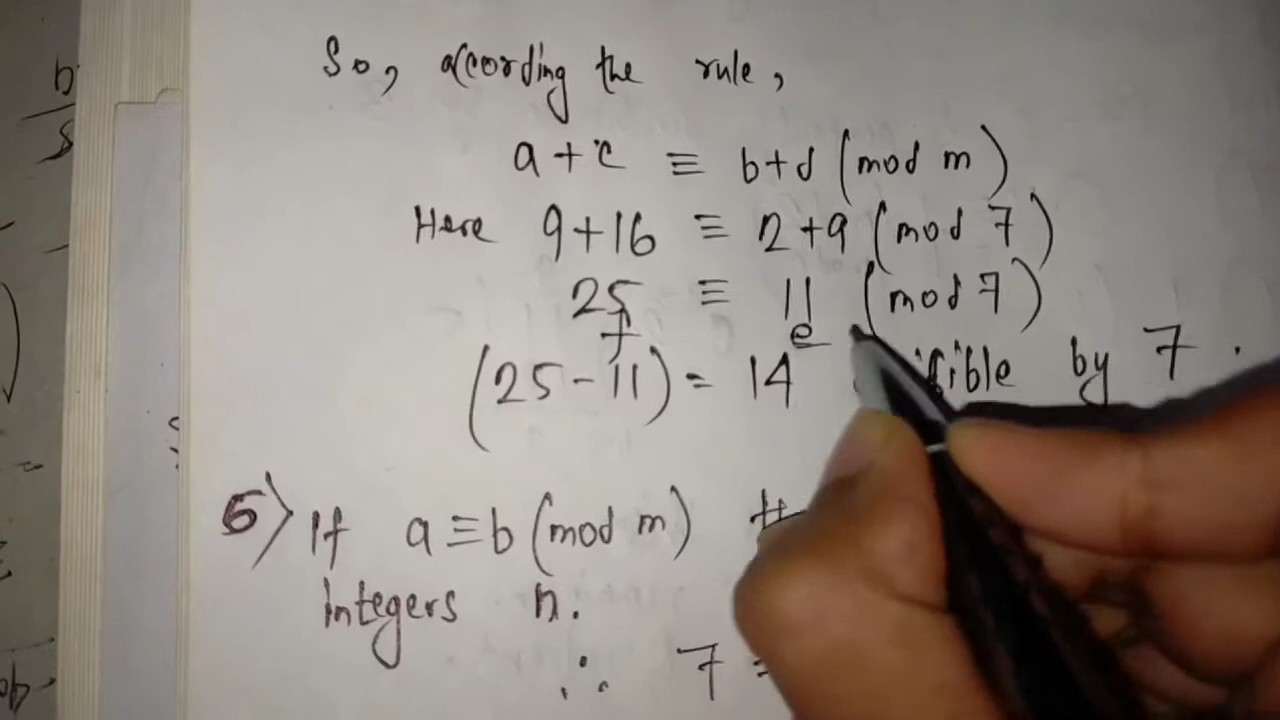 So, according the rule,
a + c ≡ b+d (mod m)
Here 9+16 ≡ 2+9 (mod 7)
25 ≡ 11 (mod 7)
(25-11) = 14 by 7.
5) If a ≡ b (mod m)
integers n.
∴ 7